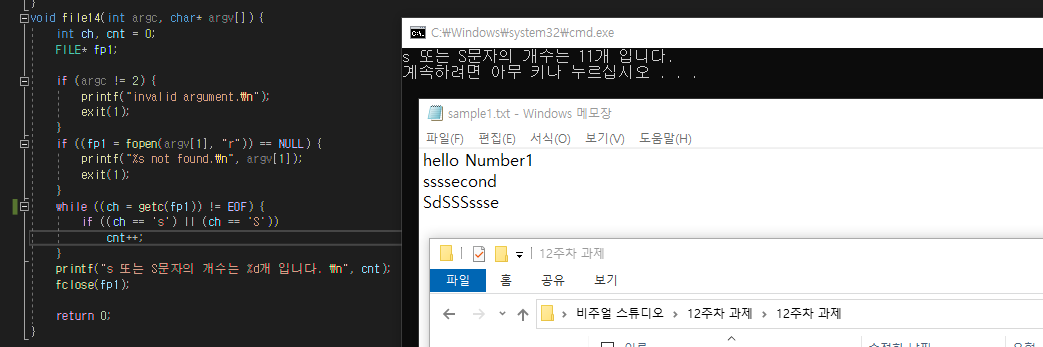 }
void file14(int argc, char* argv[]) {
int ch, cnt = 0;
FILE* fp1;
if (argc != 2) {
printf("invalid argument.₩n");
exit(1);
}
if ((fp1 = fopen(argv[1], "r")) == NULL) {
printf("%s not found.₩n", argv[1]);
exit(1);
}
while ((ch = getc(fp1)) != EOF) {
if ((ch == 's') || (ch == 'S'))
cnt++;
}
printf("s 또는 S문자의 개수는 %d개 입니다. ₩n", cnt);
fclose(fp1);
return 0;
}
C:₩Windows₩system32₩cmd.exe
s 또는 S문자의 개수는 11개 입니다.
계속하려면 아무 키나 누르십시오 . . .
sample1.txt - Windows 메모장
파일(F) 편집(E) 서식(O) 보기(V) 도움말(H)
hello Number1
ssssecond
SdSSSssse
12주차 과제
파일 홈 공유 보기
비주얼 스튜디오 > 12주차 과제 > 12주차 과제